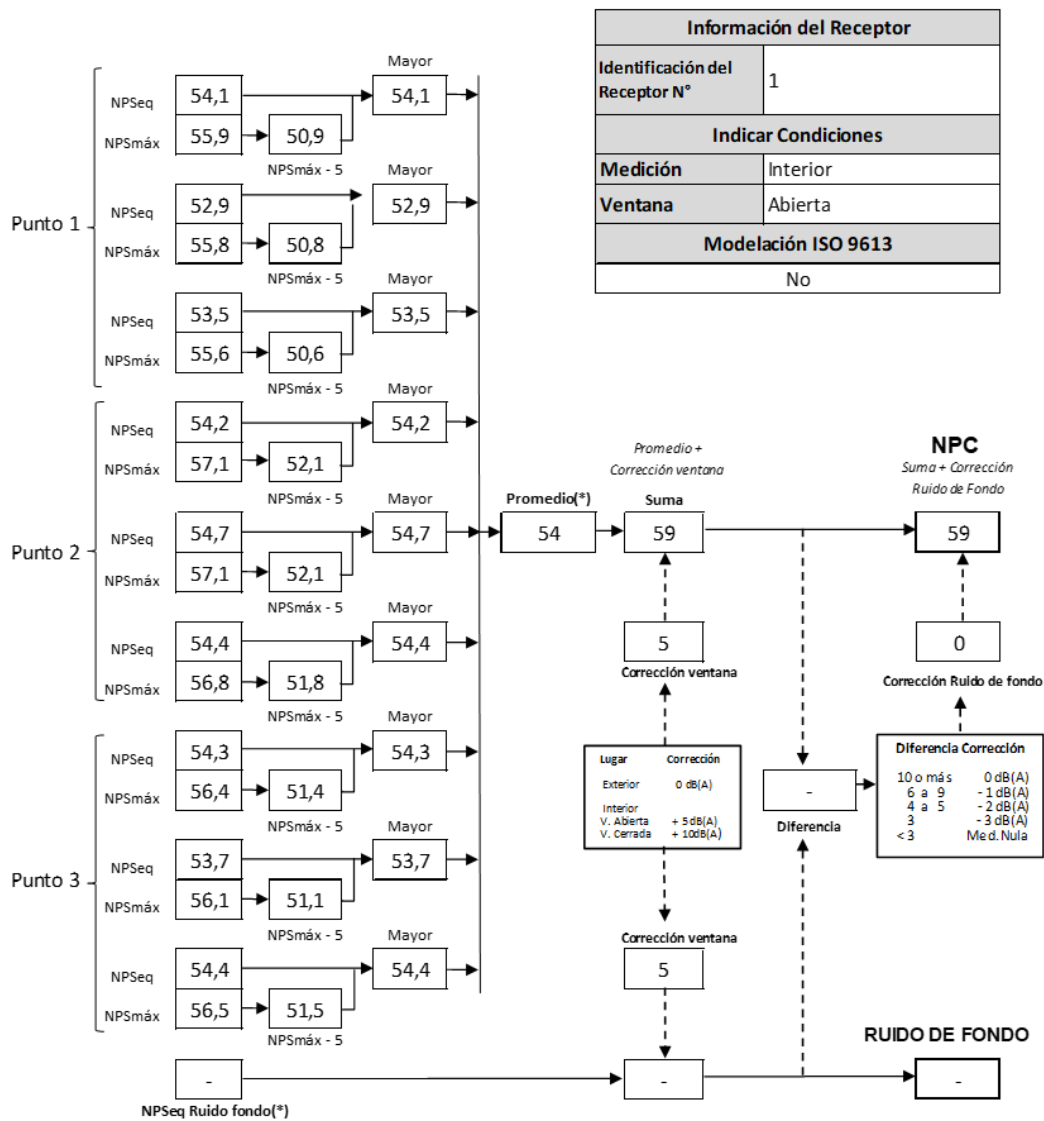 Información del Receptor
Identificación del Receptor N° 1
Indicar Condiciones
Medición Interior
Ventana Abierta
Modelación ISO 9613
No
Punto 1
Mayor
NPSeq 54,1 54,1
NPSmáx 55,9 50,9
NPSmáx - 5
Mayor
NPSeq 52,9 52,9
NPSmáx 55,8 50,8
NPSmáx - 5
Mayor
NPSeq 53,5 53,5
NPSmáx 55,6 50,6
NPSmáx - 5
Punto 2
Mayor
NPSeq 54,2 54,2
NPSmáx 57,1 52,1
NPSmáx - 5
Mayor
NPSeq 54,7 54,7
NPSmáx 57,1 52,1
NPSmáx - 5
Mayor
NPSeq 54,4 54,4
NPSmáx 56,8 51,8
NPSmáx - 5
Punto 3
Mayor
NPSeq 54,3 54,3
NPSmáx 56,4 51,4
NPSmáx - 5
Mayor
NPSeq 53,7 53,7
NPSmáx 56,1 51,1
NPSmáx - 5
Mayor
NPSeq 54,4 54,4
NPSmáx 56,5 51,5
NPSmáx - 5
Promedio(*)
54
Promedio +
Corrección ventana
Suma
59
5
Corrección ventana
Lugar Corrección
Exterior 0 dB(A)
Interior
V. Abierta + 5dB(A)
V. Cerrada + 10dB(A)
Corrección ventana
5
NPC
Suma + Corrección
Ruido de Fondo
59
0
Corrección Ruido de fondo
Diferencia Corrección
10 o más 0 dB(A)
6 a 9 - 1 dB(A)
4 a 5 - 2 dB(A)
3 - 3 dB(A)
< 3 Med. Nula
-
Diferencia
RUIDO DE FONDO
- - -
NPSeq Ruido fondo(*)